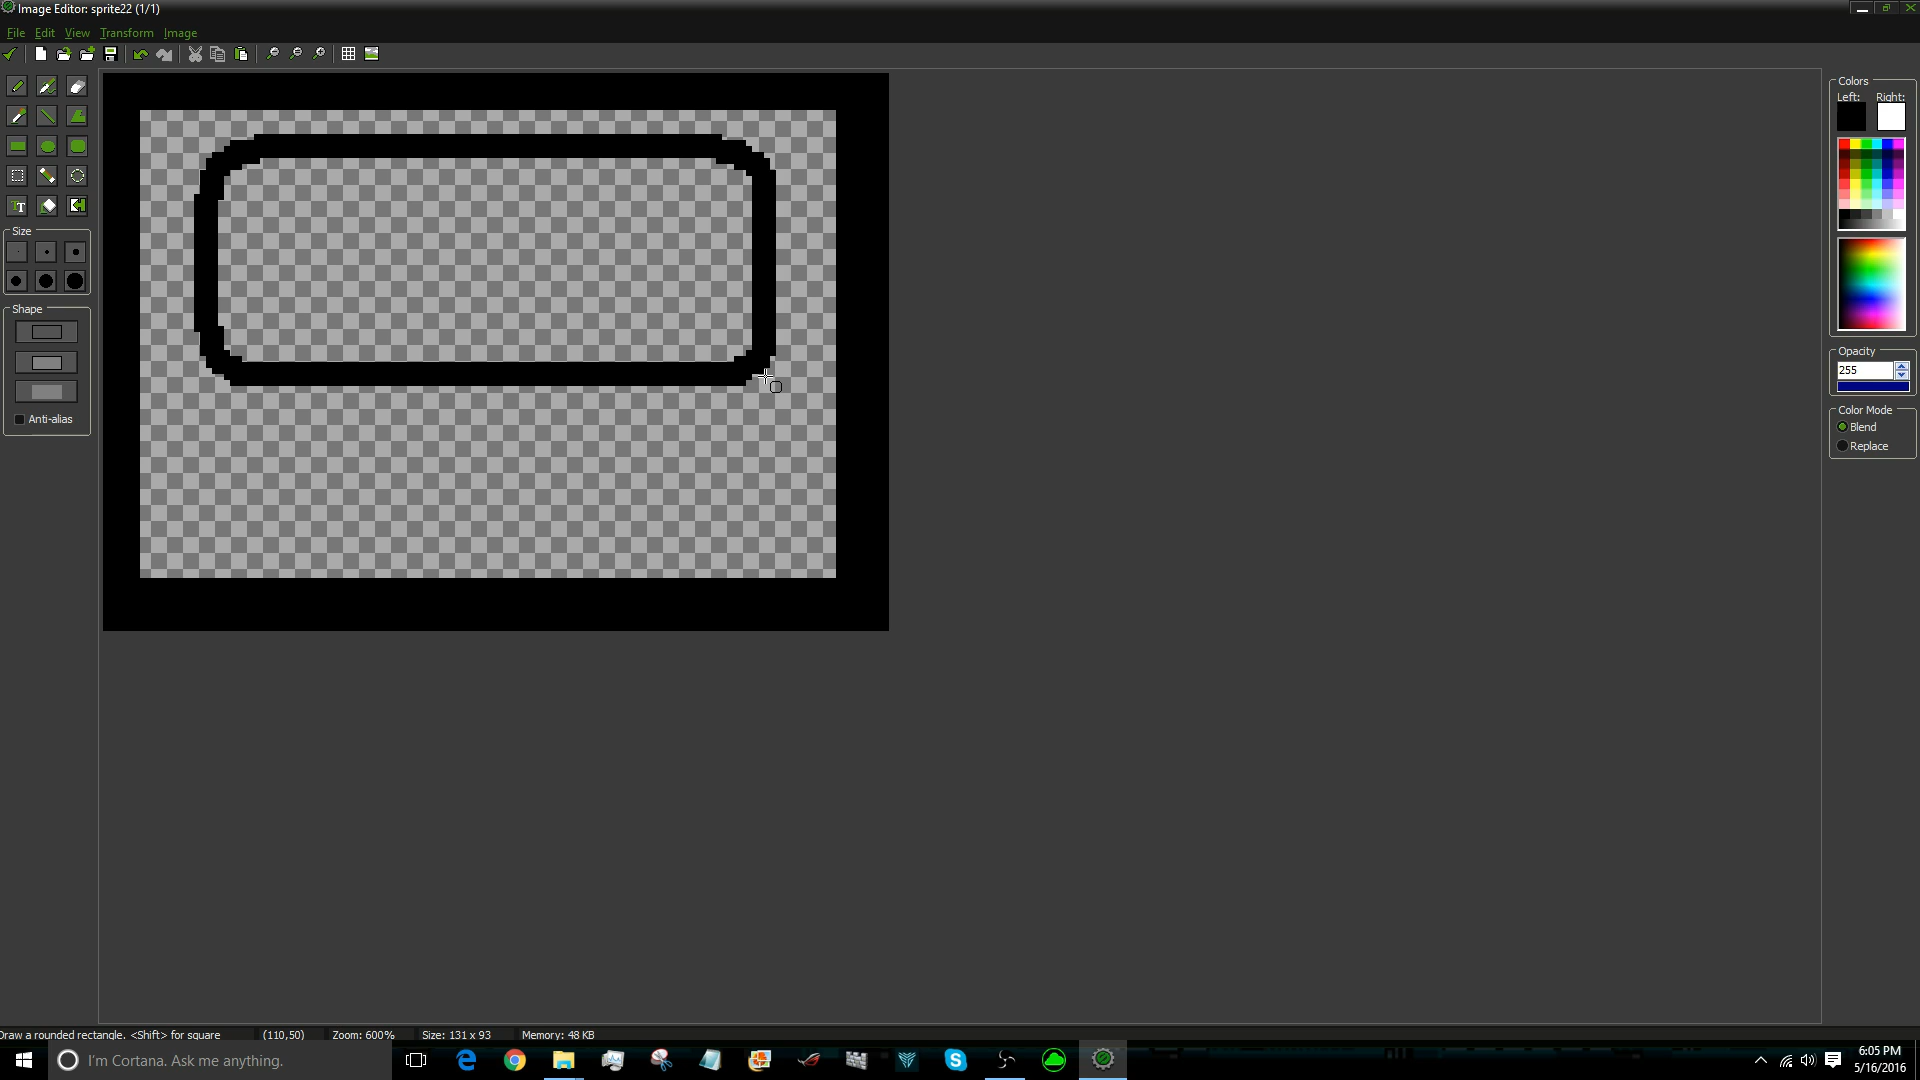 Image Editor: sprite22 (1/1)
File Edit View Transform Image
Colors
Left: Right:
TT
Size
Shape
Anti-alias
Opacity
255
Color Mode
Blend
Replace
Draw a rounded rectangle. <Shift> for square (110,50) Zoom: 600% Size: 131 x 93 Memory: 48 KB
I'm Cortana. Ask me anything.
6:05 PM
5/16/2016